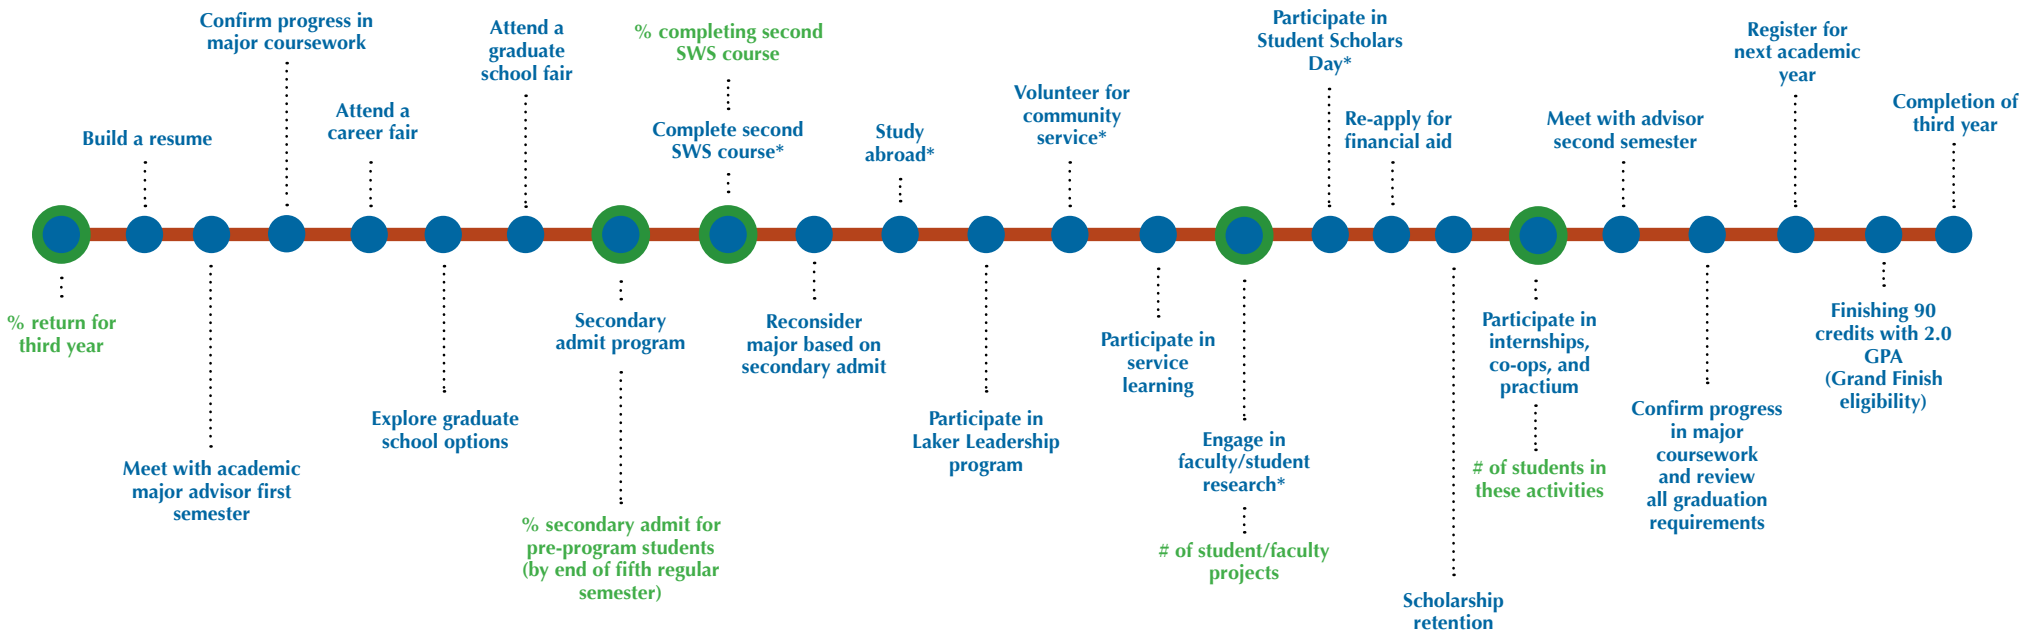 % return for
third year
Build a resume
Meet with academic
major advisor first
semester
Confirm progress in
major coursework
Attend a
career fair
Explore graduate
school options
Attend a
graduate
school fair
Secondary
admit program
% secondary admit for
pre-program students
(by end of fifth regular
semester)
% completing second
SWS course
Complete second
SWS course*
Reconsider
major based on
secondary admit
Study
abroad*
Participate in
Laker Leadership
program
Volunteer for
community
service*
Participate in
service
learning
Engage in
faculty/student
research*
# of student/faculty
projects
Participate in
Student Scholars
Day*
Re-apply for
financial aid
Scholarship
retention
Participate in
internships,
co-ops, and
practium
# of students in
these activities
Meet with advisor
second semester
Confirm progress
in major
coursework
and review
all graduation
requirements
Register for
next academic
year
Finishing 90
credits with 2.0
GPA
(Grand Finish
eligibility)
Completion of
third year